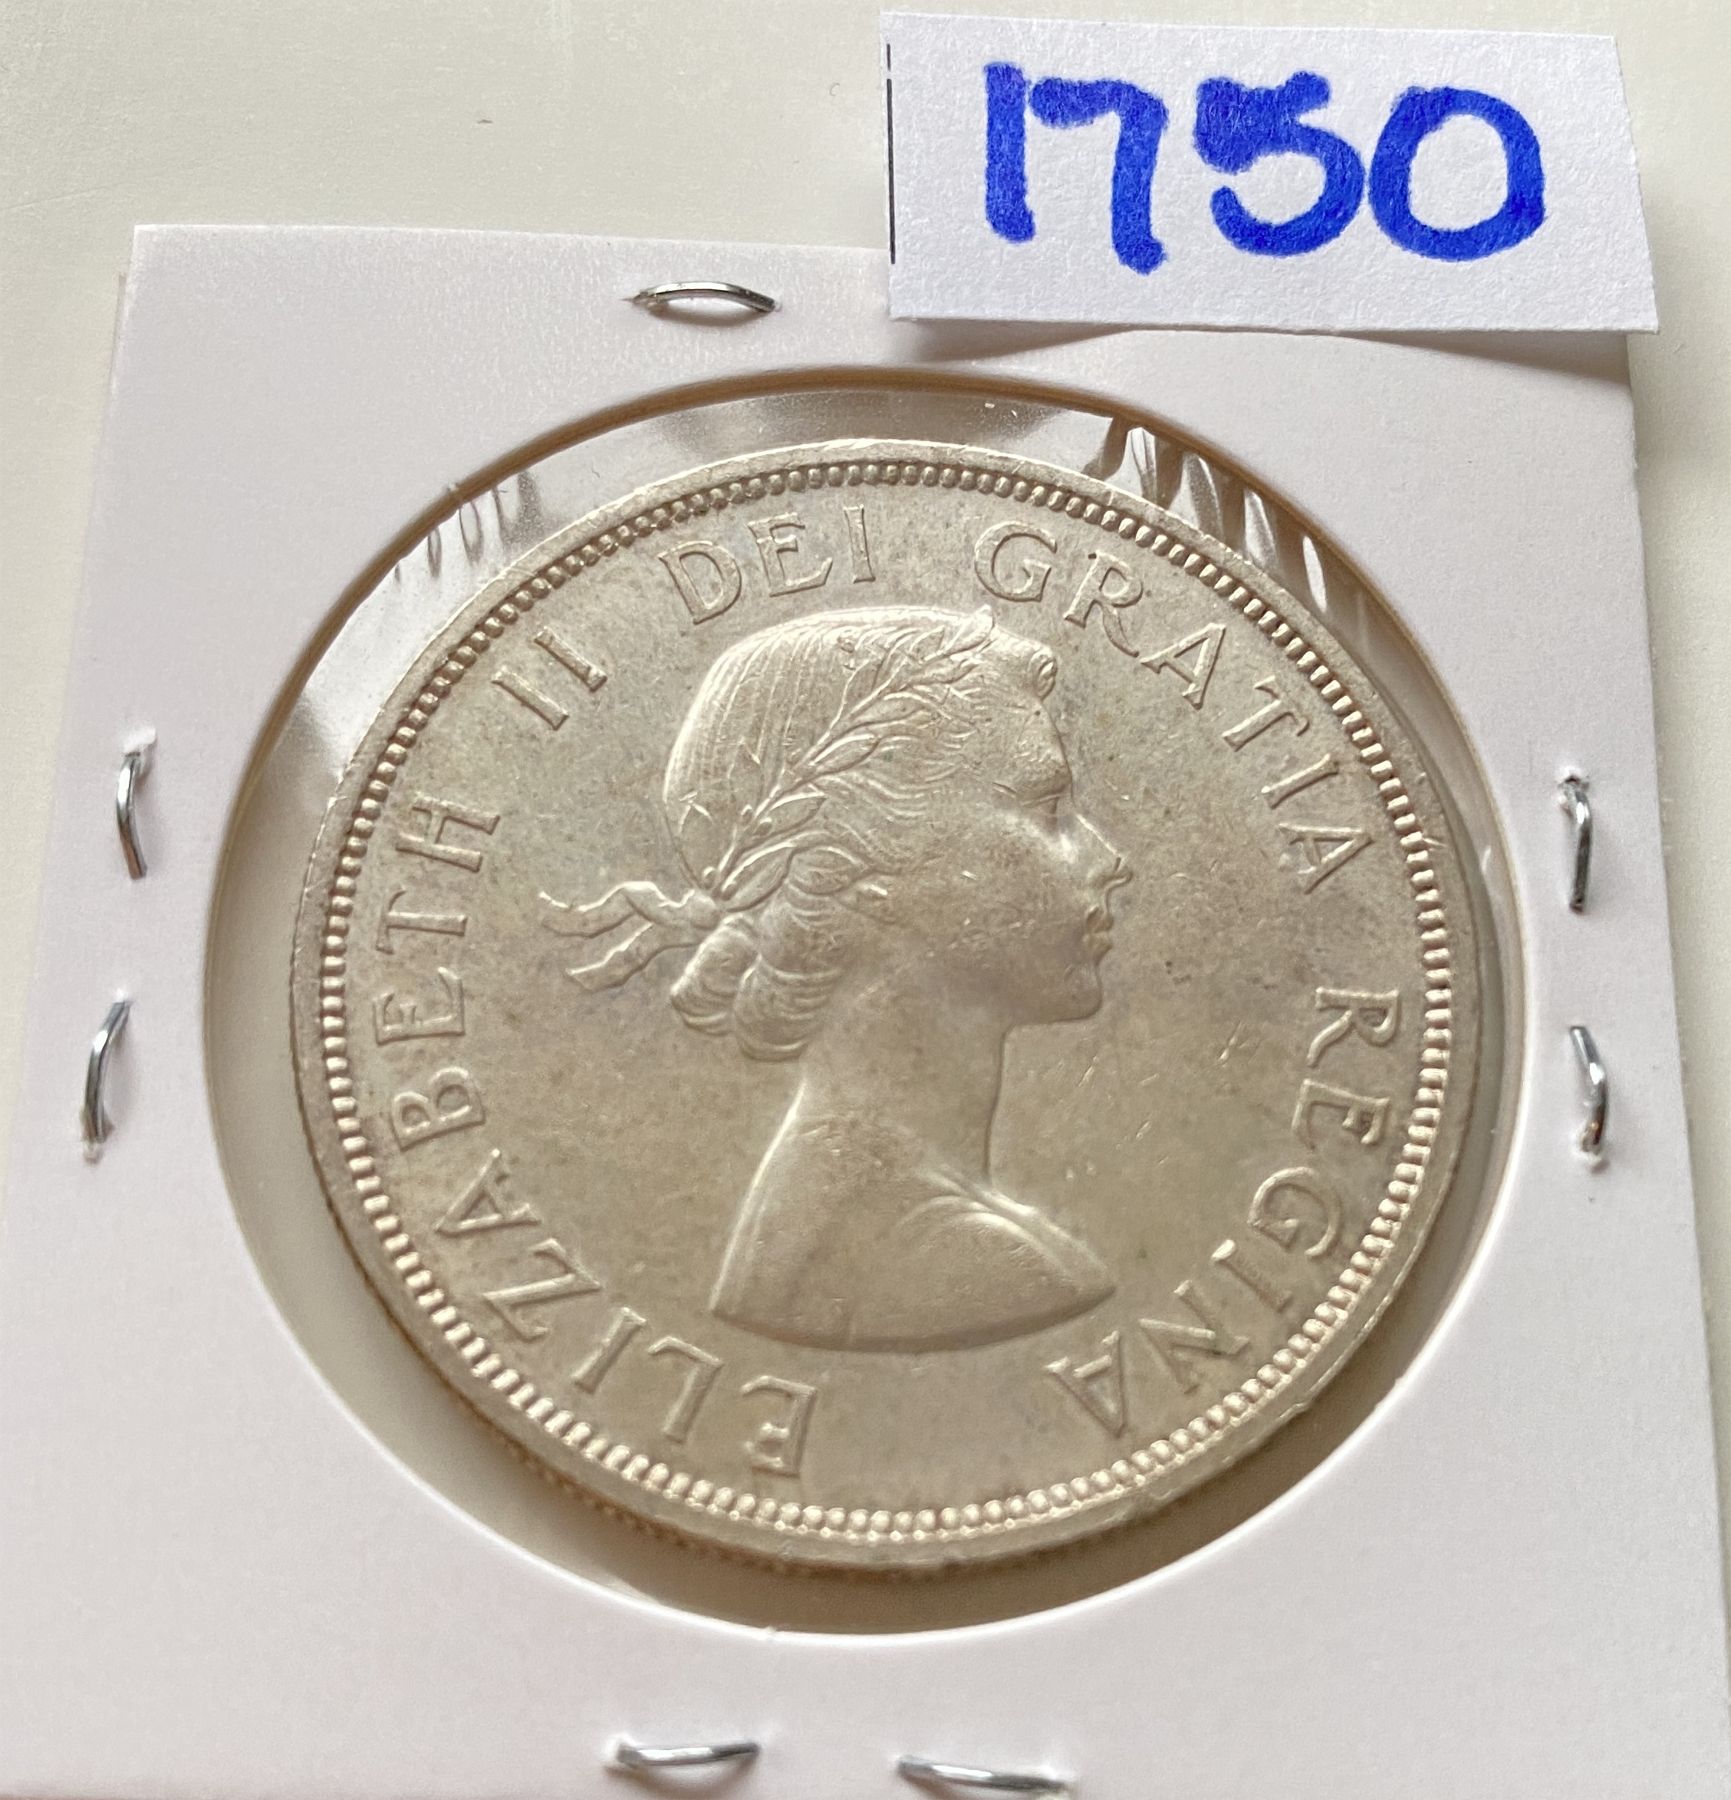 1750
ELIZABETH II DEI GRATIA REGINA